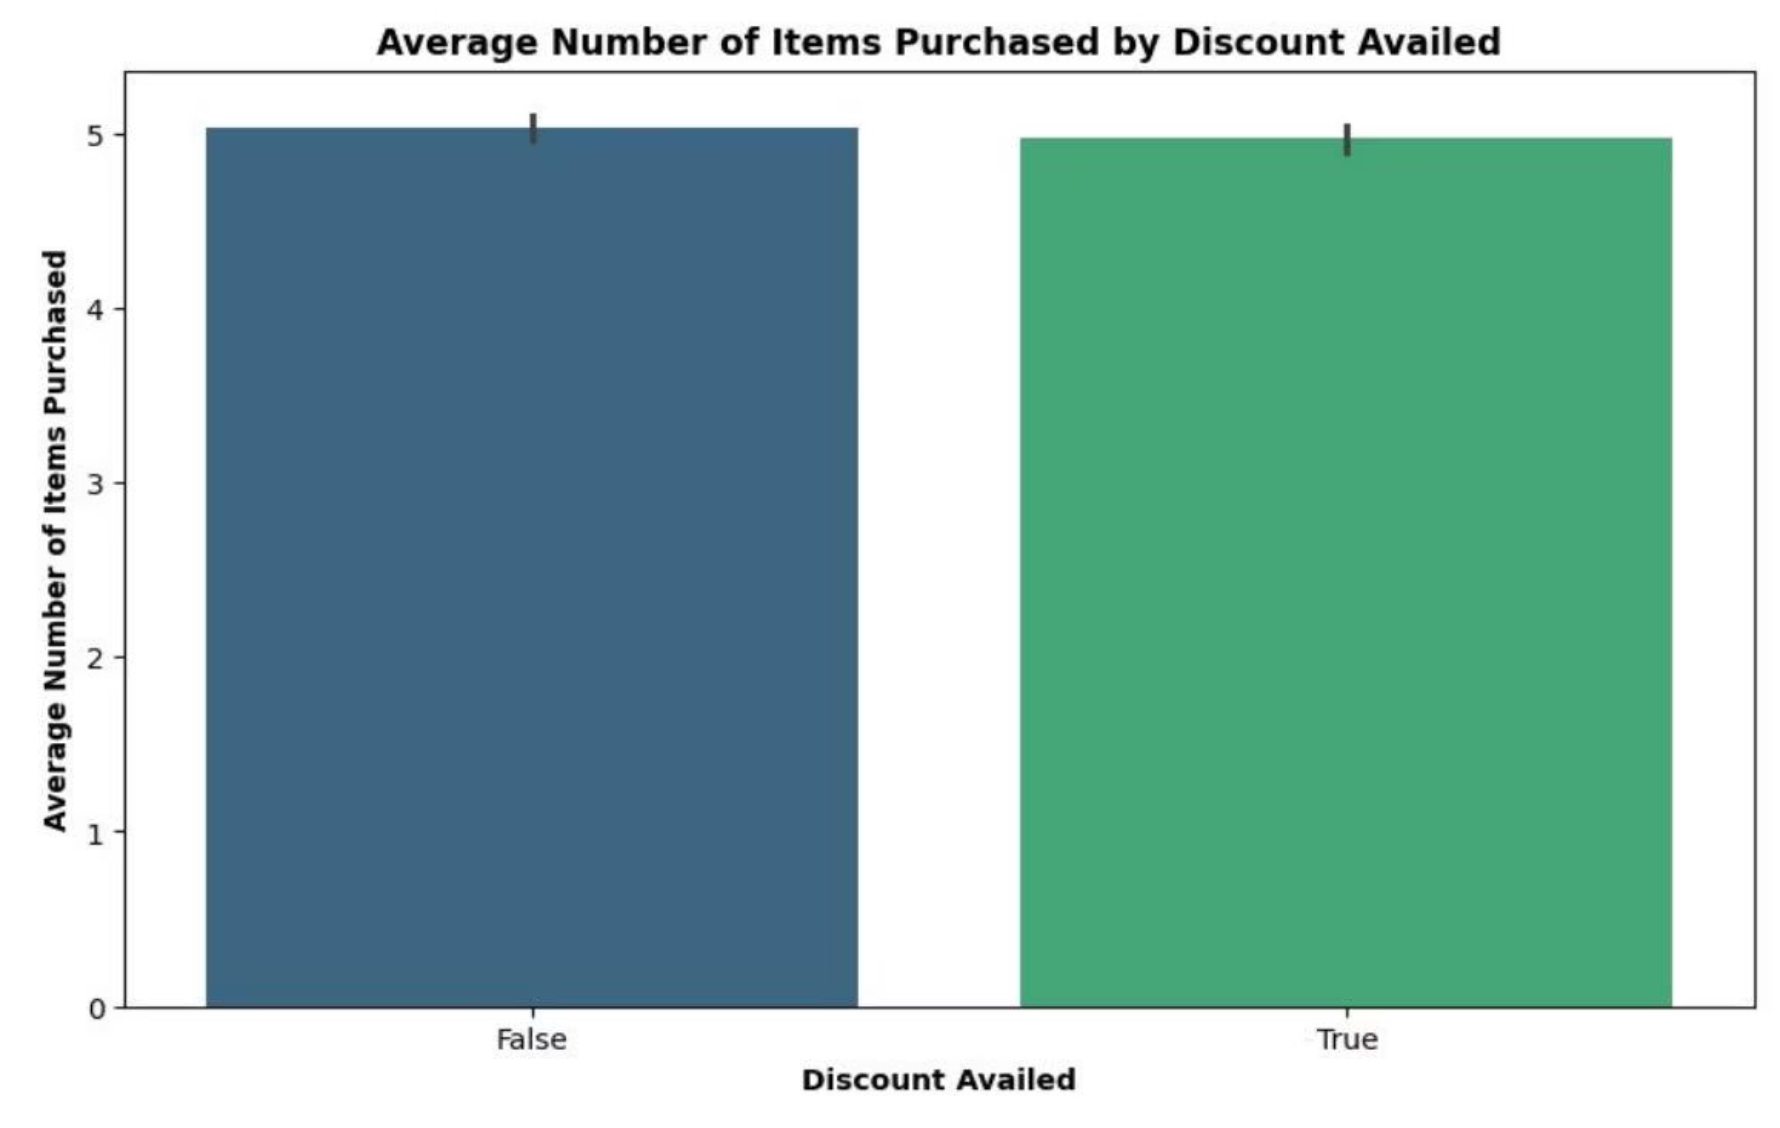 Average Number of Items Purchased by Discount Availed
Average Number of Items Purchased
5
4
3
2
1
0
False
True
Discount Availed